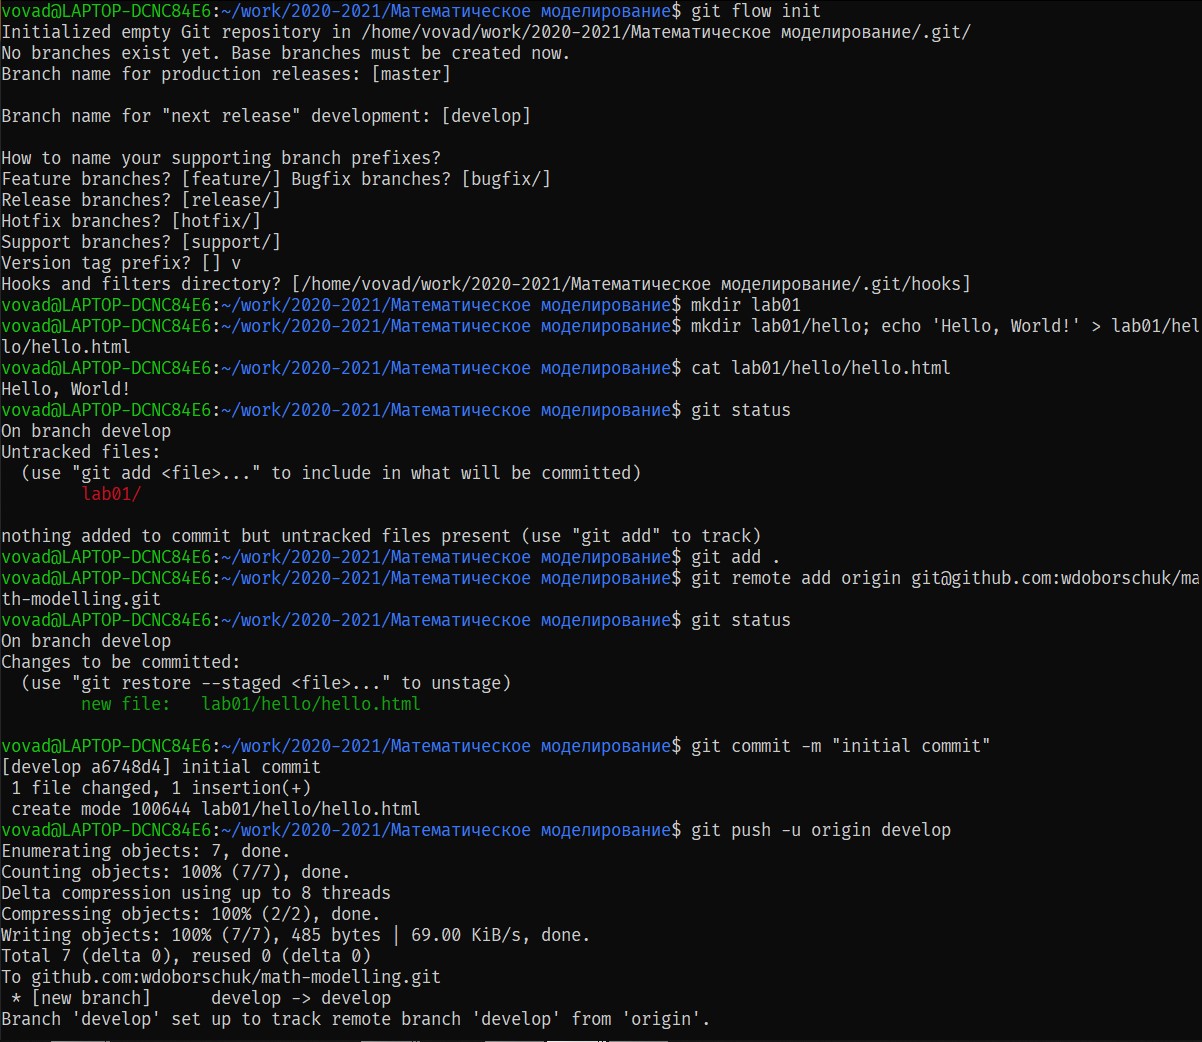 vovad@LAPTOP-DCNC84E6:~/work/2020-2021/Математическое моделирование$ git flow init
Initialized empty Git repository in /home/vovad/work/2020-2021/Математическое моделирование/.git/
No branches exist yet. Base branches must be created now.
Branch name for production releases: [master]
Branch name for "next release" development: [develop]
How to name your supporting branch prefixes?
Feature branches? [feature/] Bugfix branches? [bugfix/]
Release branches? [release/]
Hotfix branches? [hotfix/]
Support branches? [support/]
Version tag prefix? [] v
Hooks and filters directory? [/home/vovad/work/2020-2021/Математическое моделирование/.git/hooks]
vovad@LAPTOP-DCNC84E6:~/work/2020-2021/Математическое моделирование$ mkdir lab01
vovad@LAPTOP-DCNC84E6:~/work/2020-2021/Математическое моделирование$ mkdir lab01/hello; echo 'Hello, World!' > lab01/hel
lo/hello.html
vovad@LAPTOP-DCNC84E6:~/work/2020-2021/Математическое моделирование$ cat lab01/hello/hello.html
Hello, World!
vovad@LAPTOP-DCNC84E6:~/work/2020-2021/Математическое моделирование$ git status
On branch develop
Untracked files:
  (use "git add <file>..." to include in what will be committed)
        lab01/
nothing added to commit but untracked files present (use "git add" to track)
vovad@LAPTOP-DCNC84E6:~/work/2020-2021/Математическое моделирование$ git add .
vovad@LAPTOP-DCNC84E6:~/work/2020-2021/Математическое моделирование$ git remote add origin git@github.com:wdoborschuk/ma
th-modelling.git
vovad@LAPTOP-DCNC84E6:~/work/2020-2021/Математическое моделирование$ git status
On branch develop
Changes to be committed:
  (use "git restore --staged <file>..." to unstage)
        new file:   lab01/hello/hello.html
vovad@LAPTOP-DCNC84E6:~/work/2020-2021/Математическое моделирование$ git commit -m "initial commit"
[develop a6748d4] initial commit
 1 file changed, 1 insertion(+)
 create mode 100644 lab01/hello/hello.html
vovad@LAPTOP-DCNC84E6:~/work/2020-2021/Математическое моделирование$ git push -u origin develop
Enumerating objects: 7, done.
Counting objects: 100% (7/7), done.
Delta compression using up to 8 threads
Compressing objects: 100% (2/2), done.
Writing objects: 100% (7/7), 485 bytes | 69.00 KiB/s, done.
Total 7 (delta 0), reused 0 (delta 0)
To github.com:wdoborschuk/math-modelling.git
 * [new branch]      develop -> develop
Branch 'develop' set up to track remote branch 'develop' from 'origin'.